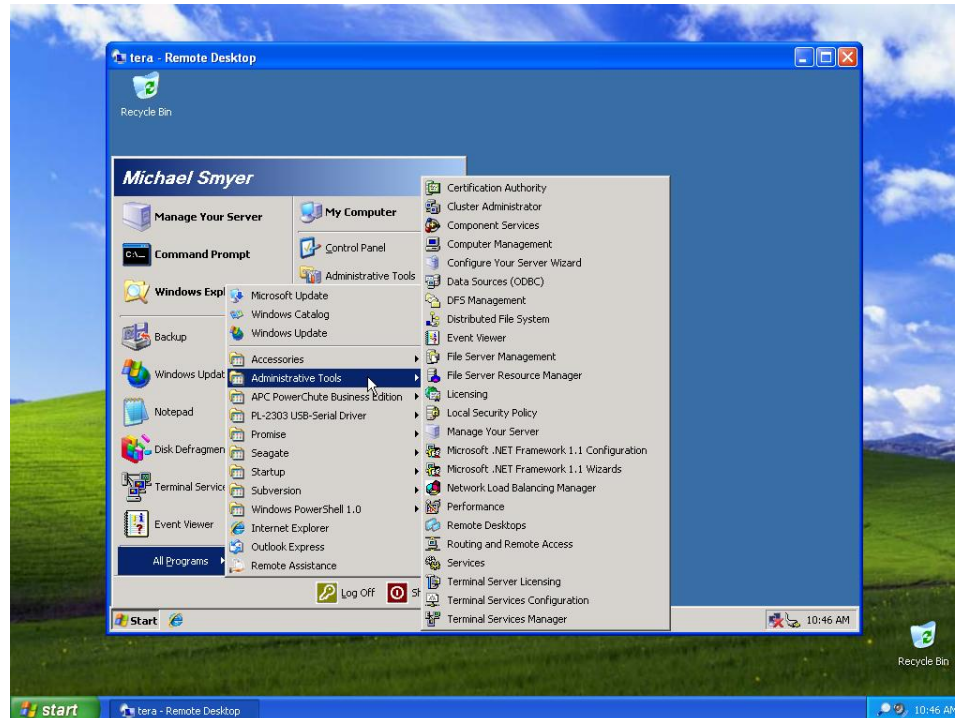 tera - Remote Desktop
Recycle Bin
Michael Smyer
Manage Your Server
Command Prompt
Windows Expl
Backup
Windows Updat
Notepad
Disk Defragmen
Terminal Service
Event Viewer
All Programs
My Computer
Control Panel
Administrative Tools
Microsoft Update
Windows Catalog
Windows Update
Accessories
Administrative Tools
APC PowerChute Business Edition
PL-2303 USB-Serial Driver
Promise
Seagate
Startup
Subversion
Windows PowerShell 1.0
Internet Explorer
Outlook Express
Remote Assistance
Certification Authority
Cluster Administrator
Component Services
Computer Management
Configure Your Server Wizard
Data Sources (ODBC)
DFS Management
Distributed File System
Event Viewer
File Server Management
File Server Resource Manager
Licensing
Local Security Policy
Manage Your Server
Microsoft .NET Framework 1.1 Configuration
Microsoft .NET Framework 1.1 Wizards
Network Load Balancing Manager
Performance
Remote Desktops
Routing and Remote Access
Services
Terminal Server Licensing
Terminal Services Configuration
Terminal Services Manager
Log Off
Sh
Start
10:46 AM
Recycle Bin
start
tera - Remote Desktop
10:46 AM